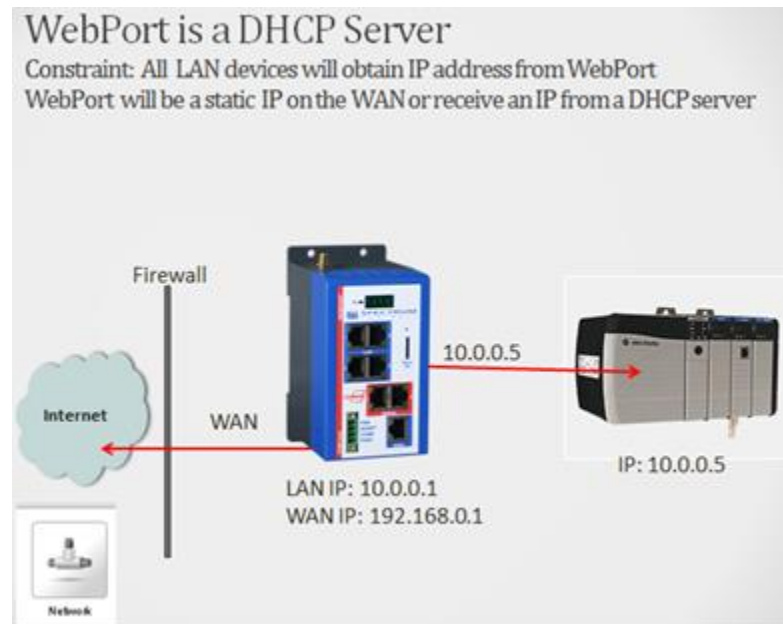 WebPort is a DHCP Server
Constraint: All LAN devices will obtain IP address from WebPort
WebPort will be a static IP on the WAN or receive an IP from a DHCP server
Firewall
10.0.0.5
Internet
WAN
IP: 10.0.0.5
LAN IP: 10.0.0.1
WAN IP: 192.168.0.1
Network